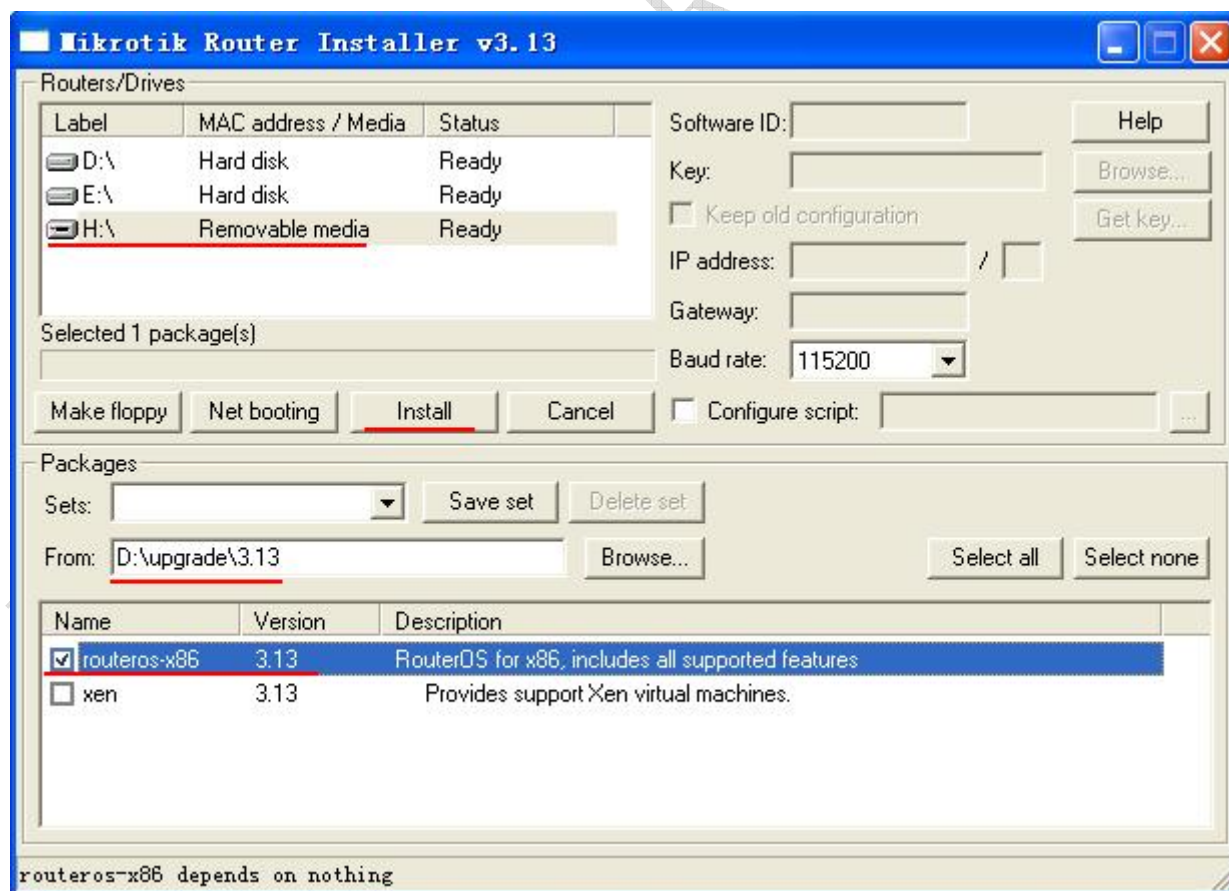 Mikrotik Router Installer v3.13
Routers/Drives
Label MAC address / Media Status
D:\ Hard disk Ready
E:\ Hard disk Ready
H:\ Removable media Ready
Selected 1 package(s)
Make floppy Net booting Install Cancel
Software ID: Help
Key: Browse...
Keep old configuration Get key...
IP address: /
Gateway:
Baud rate: 115200
Configure script: ...
Packages
Sets: Save set Delete set
From: D:\upgrade\3.13 Browse... Select all Select none
Name Version Description
routeros-x86 3.13 RouterOS for x86, includes all supported features
xen 3.13 Provides support Xen virtual machines.
routeros-x86 depends on nothing